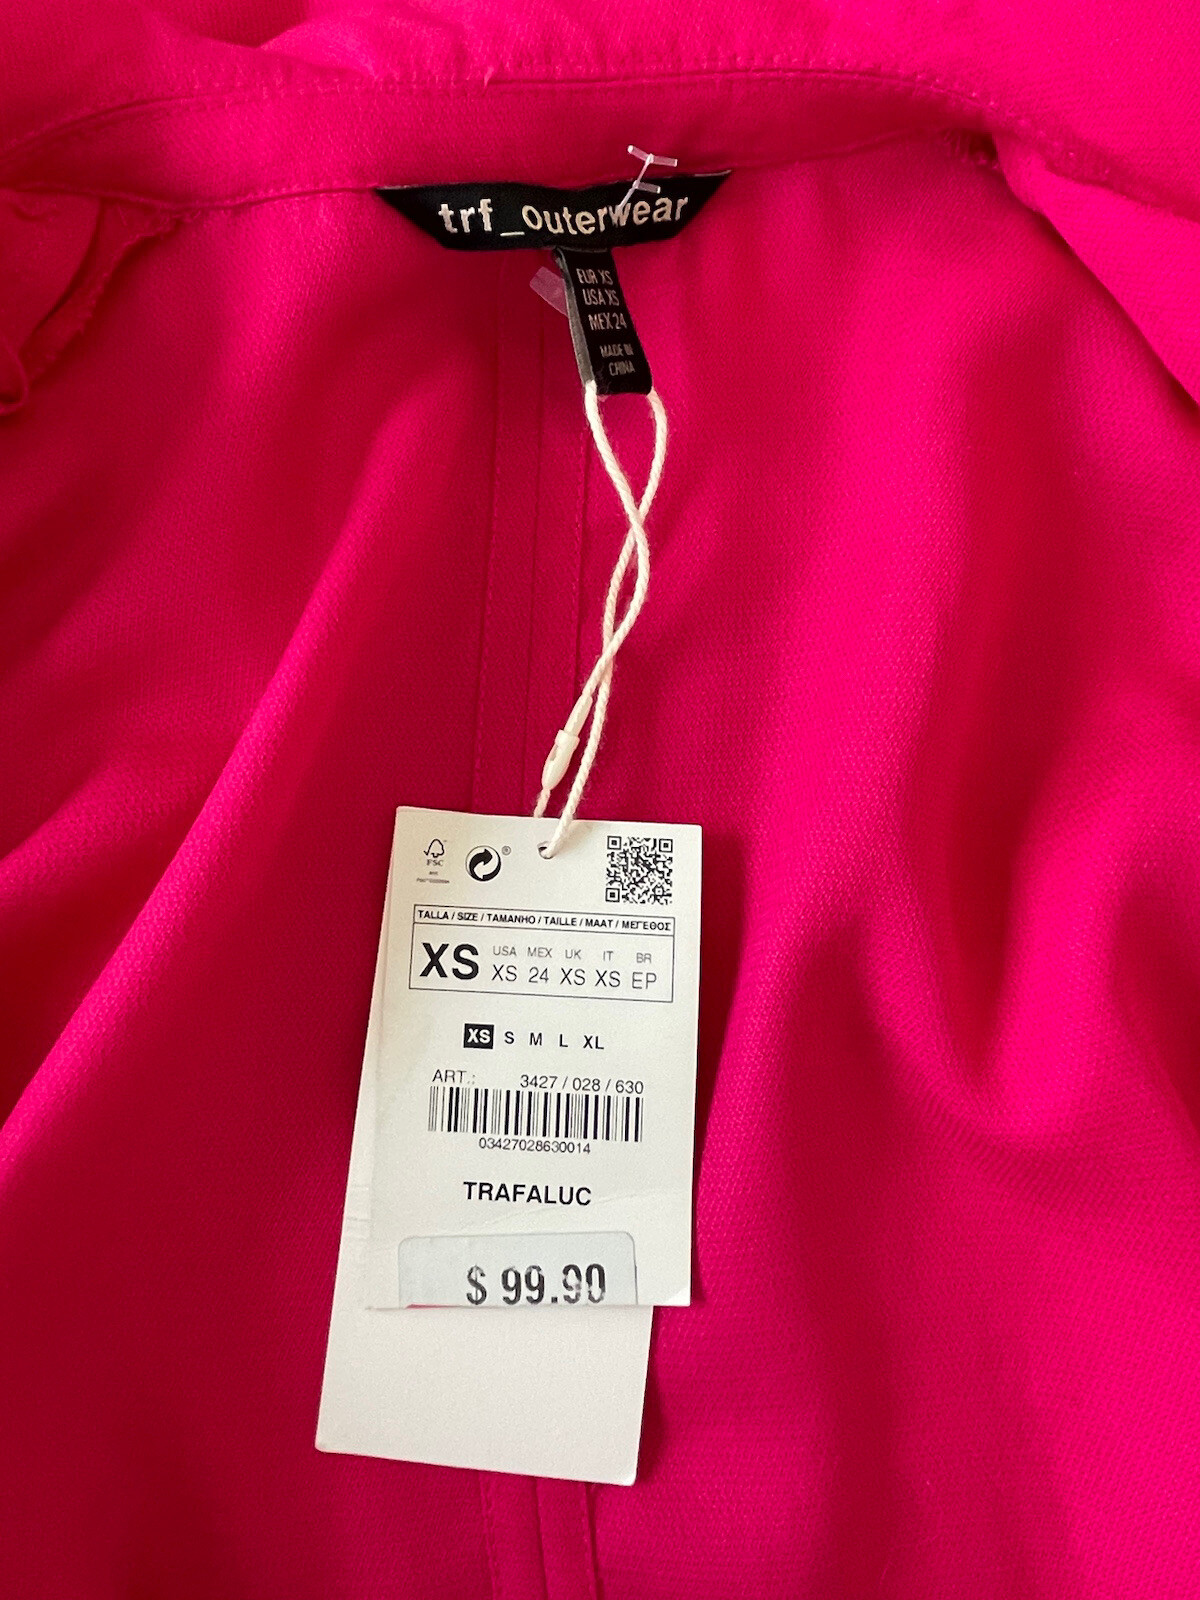 trf_outerwear
EUR XS
USA XS
MEX 24
MADE IN
CHINA
FSC
®
TALLA / SIZE / TAMANHO / TAILLE / MAAT / ΜΕΓΕΘΟΣ
XS
USA MEX UK IT BR
XS 24 XS XS EP
XS S M L XL
ART.: 3427 / 028 / 630
03427028630014
TRAFALUC
$ 99.90